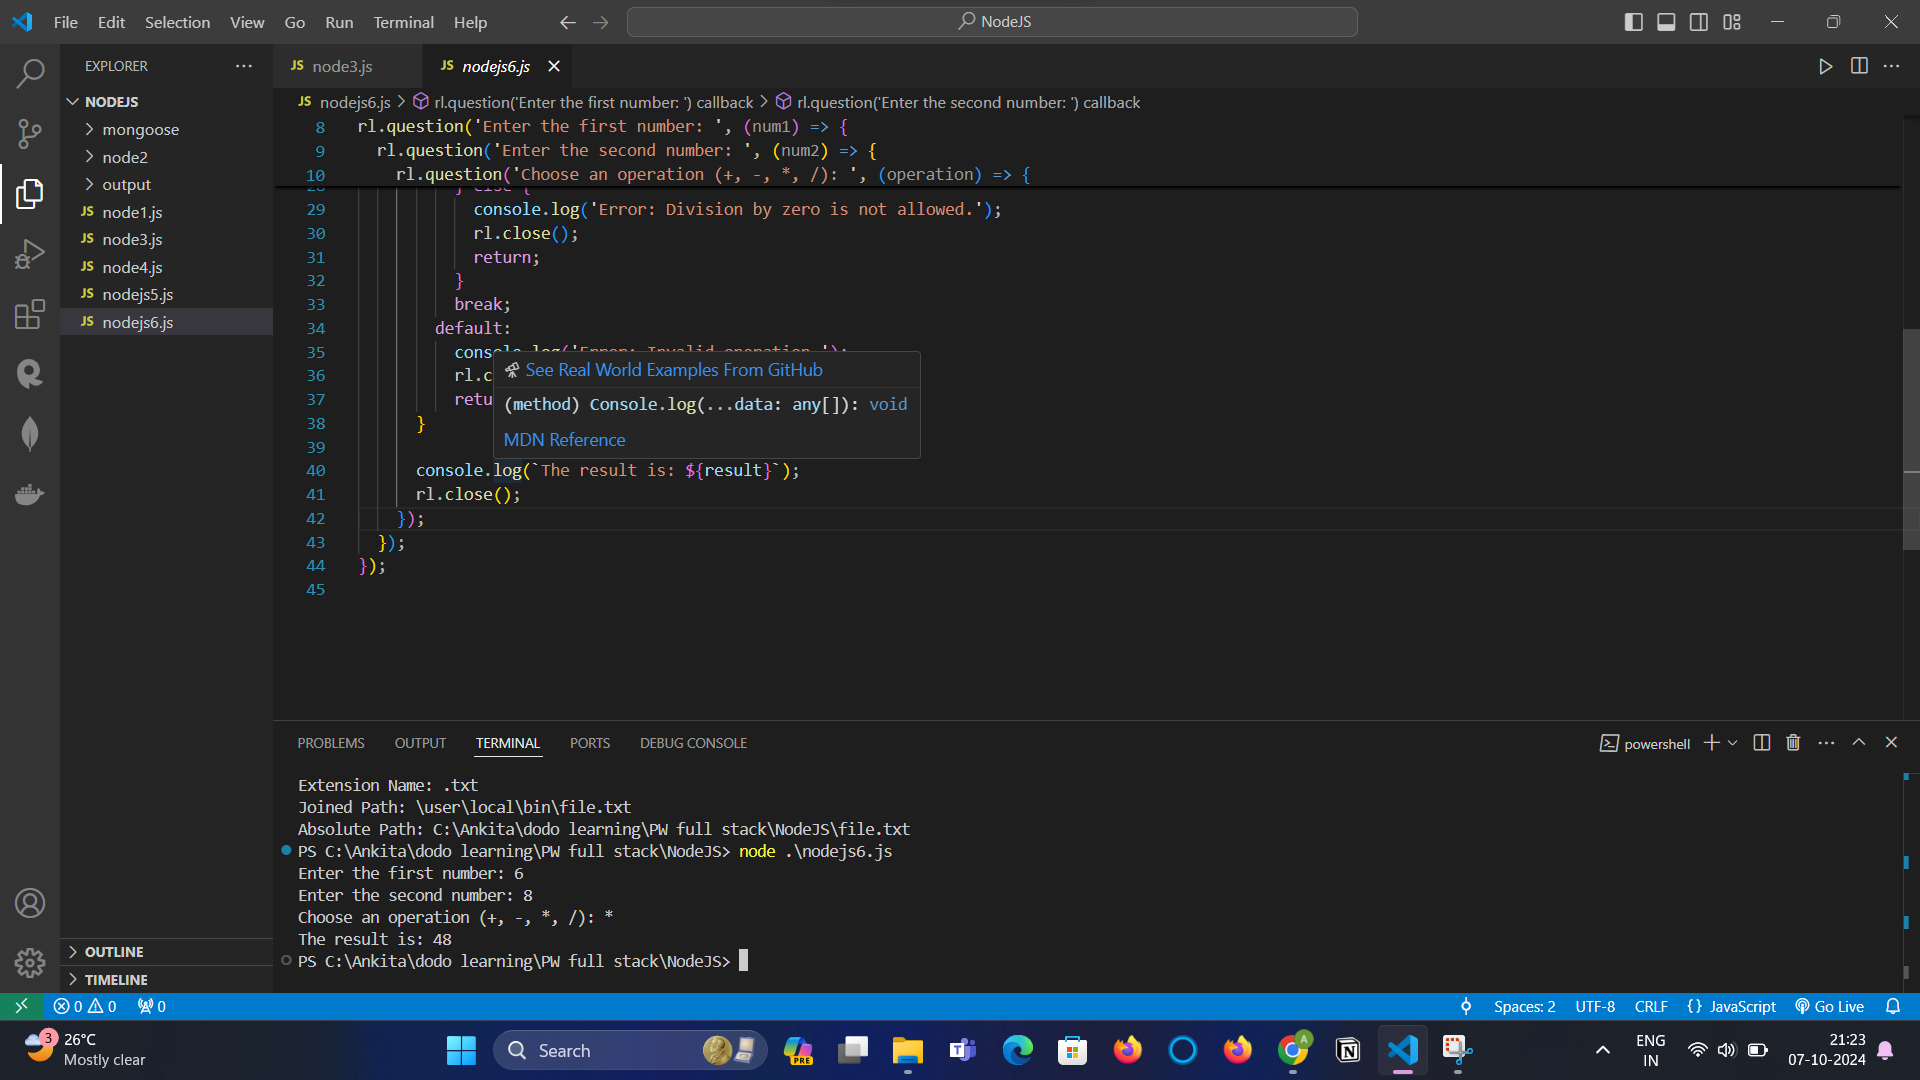 File Edit Selection View Go Run Terminal Help
NodeJS
EXPLORER
NODEJS
mongoose
node2
output
JS node1.js
JS node3.js
JS node4.js
JS nodejs5.js
JS nodejs6.js
OUTLINE
TIMELINE
JS node3.js
JS nodejs6.js
JS nodejs6.js > rl.question('Enter the first number: ') callback > rl.question('Enter the second number: ') callback
8 rl.question('Enter the first number: ', (num1) => {
9 rl.question('Enter the second number: ', (num2) => {
10 rl.question('Choose an operation (+, -, *, /): ', (operation) => {
28 } else {
29 console.log('Error: Division by zero is not allowed.');
30 rl.close();
31 return;
32 }
33 break;
34 default:
35 console.log('Error: Invalid operation.');
36 rl.c
37 retu
38 }
39
40 console.log(`The result is: ${result}`);
41 rl.close();
42 });
43 });
44 });
45
See Real World Examples From GitHub
(method) Console.log(...data: any[]): void
MDN Reference
PROBLEMS OUTPUT TERMINAL PORTS DEBUG CONSOLE
powershell
Extension Name: .txt
Joined Path: \user\local\bin\file.txt
Absolute Path: C:\Ankita\dodo learning\PW full stack\NodeJS\file.txt
PS C:\Ankita\dodo learning\PW full stack\NodeJS> node .\nodejs6.js
Enter the first number: 6
Enter the second number: 8
Choose an operation (+, -, *, /): *
The result is: 48
PS C:\Ankita\dodo learning\PW full stack\NodeJS>
0 0 0
Spaces: 2 UTF-8 CRLF {} JavaScript Go Live
3
26°C
Mostly clear
Search
PRE
A
ENG
IN
21:23
07-10-2024